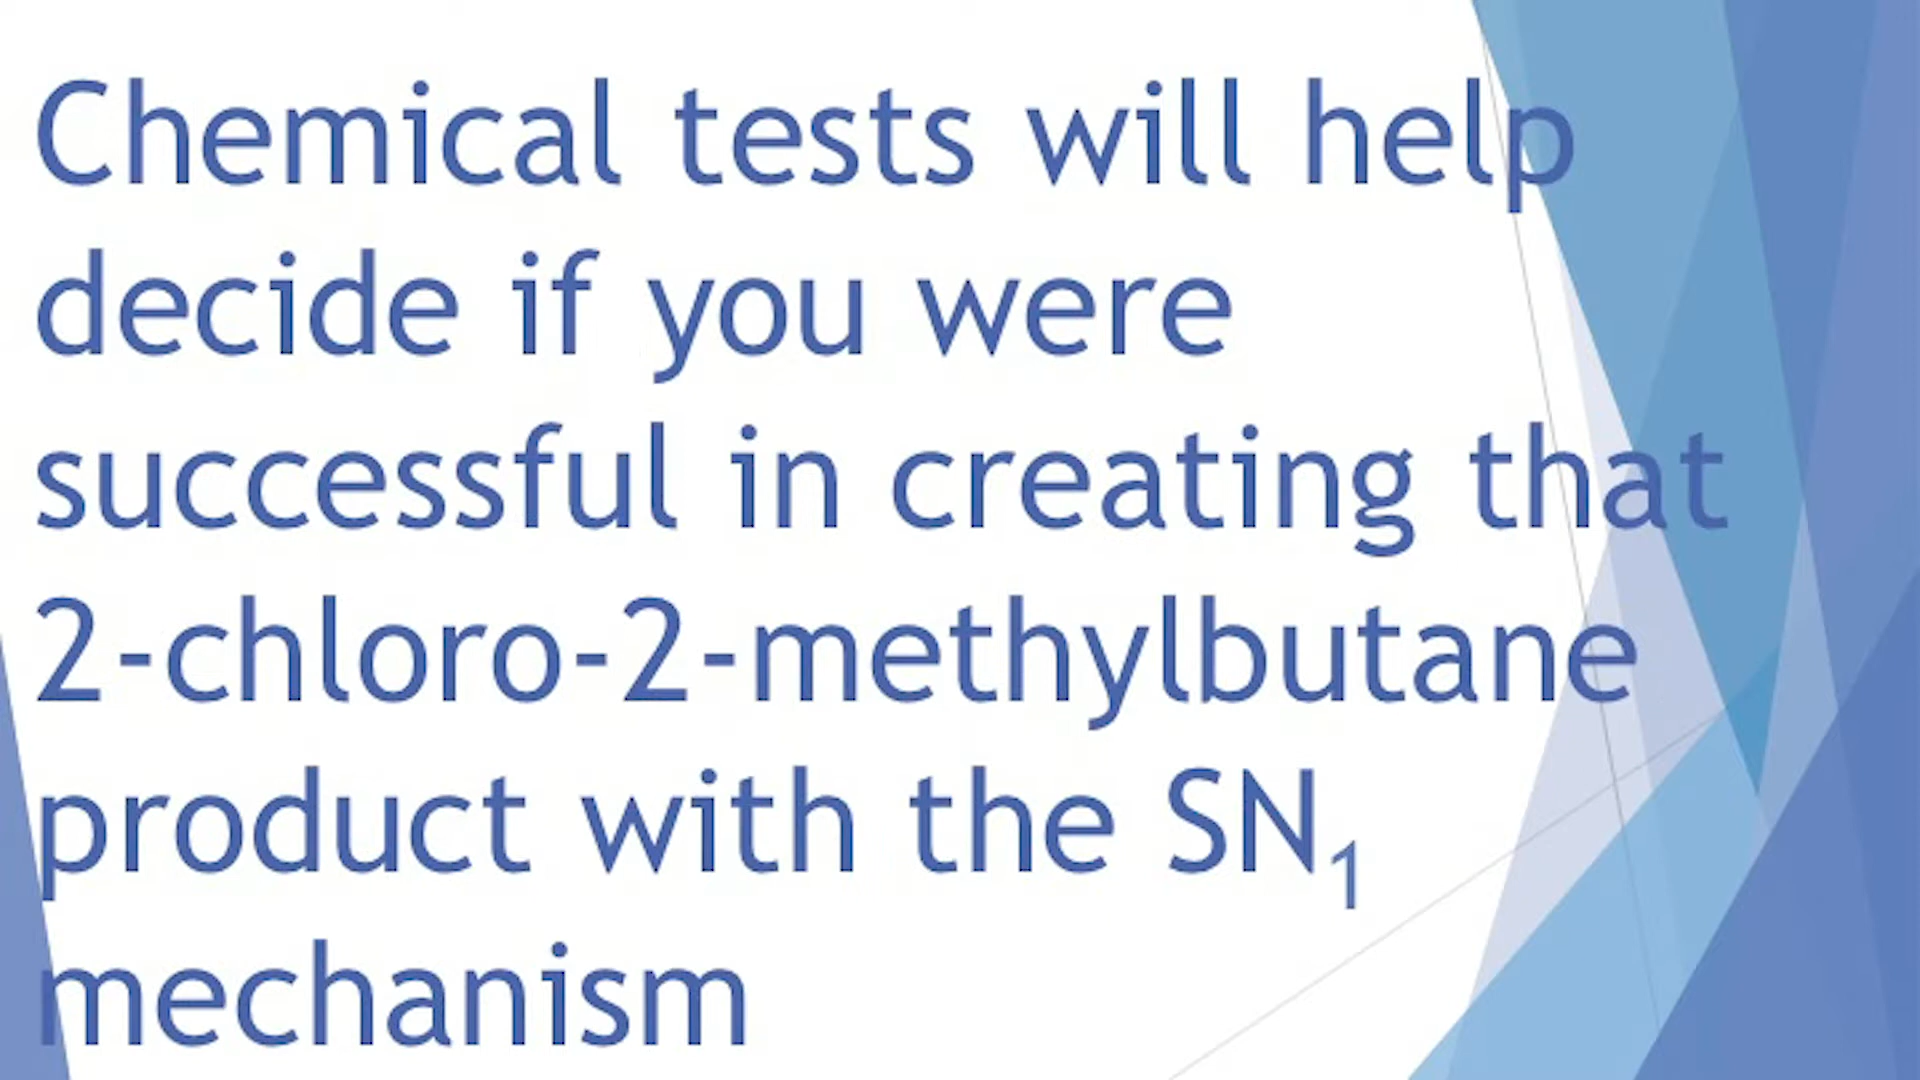 Chemical tests will help
decide if you were
successful in creating that
2-chloro-2-methylbutane
product with the SN₁
mechanism